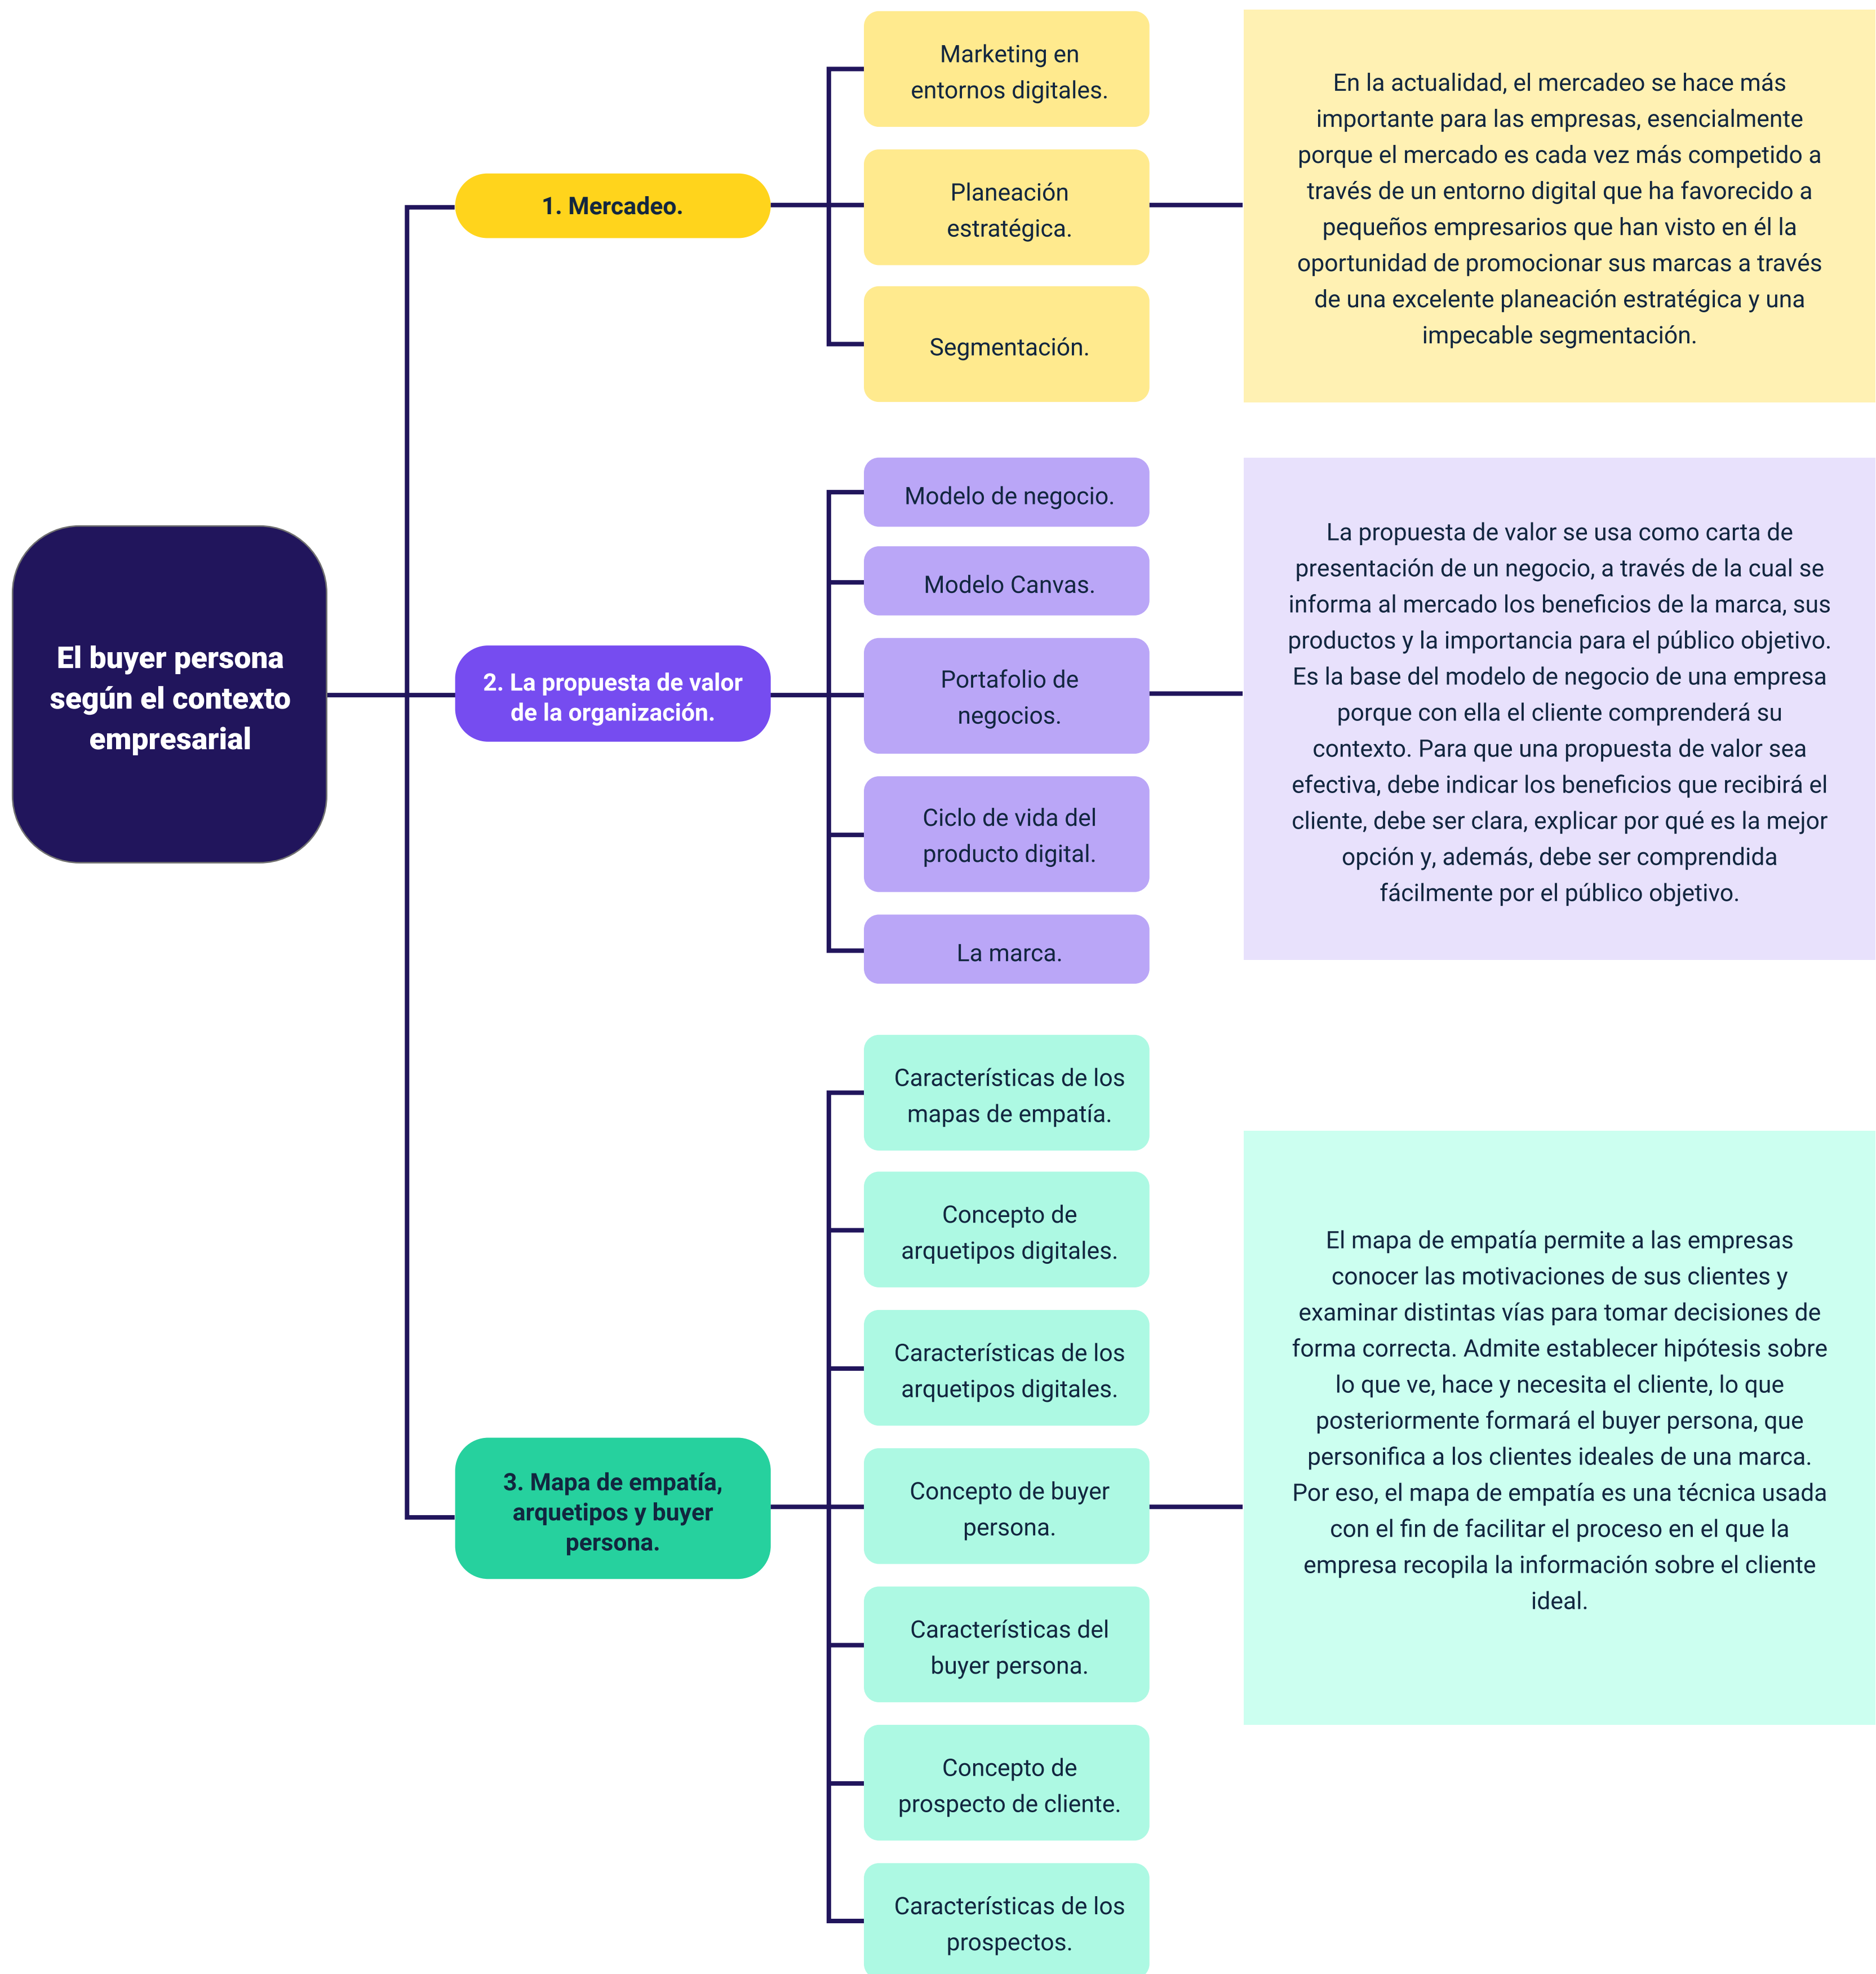 El buyer persona
según el contexto
empresarial
1. Mercadeo.
Marketing en
entornos digitales.
Planeación
estratégica.
Segmentación.
En la actualidad, el mercadeo se hace más
importante para las empresas, esencialmente
porque el mercado es cada vez más competido a
través de un entorno digital que ha favorecido a
pequeños empresarios que han visto en él la
oportunidad de promocionar sus marcas a través
de una excelente planeación estratégica y una
impecable segmentación.
2. La propuesta de valor
de la organización.
Modelo de negocio.
Modelo Canvas.
Portafolio de
negocios.
Ciclo de vida del
producto digital.
La marca.
La propuesta de valor se usa como carta de
presentación de un negocio, a través de la cual se
informa al mercado los beneficios de la marca, sus
productos y la importancia para el público objetivo.
Es la base del modelo de negocio de una empresa
porque con ella el cliente comprenderá su
contexto. Para que una propuesta de valor sea
efectiva, debe indicar los beneficios que recibirá el
cliente, debe ser clara, explicar por qué es la mejor
opción y, además, debe ser comprendida
fácilmente por el público objetivo.
3. Mapa de empatía,
arquetipos y buyer
persona.
Características de los
mapas de empatía.
Concepto de
arquetipos digitales.
Características de los
arquetipos digitales.
Concepto de buyer
persona.
Características del
buyer persona.
Concepto de
prospecto de cliente.
Características de los
prospectos.
El mapa de empatía permite a las empresas
conocer las motivaciones de sus clientes y
examinar distintas vías para tomar decisiones de
forma correcta. Admite establecer hipótesis sobre
lo que ve, hace y necesita el cliente, lo que
posteriormente formará el buyer persona, que
personifica a los clientes ideales de una marca.
Por eso, el mapa de empatía es una técnica usada
con el fin de facilitar el proceso en el que la
empresa recopila la información sobre el cliente
ideal.